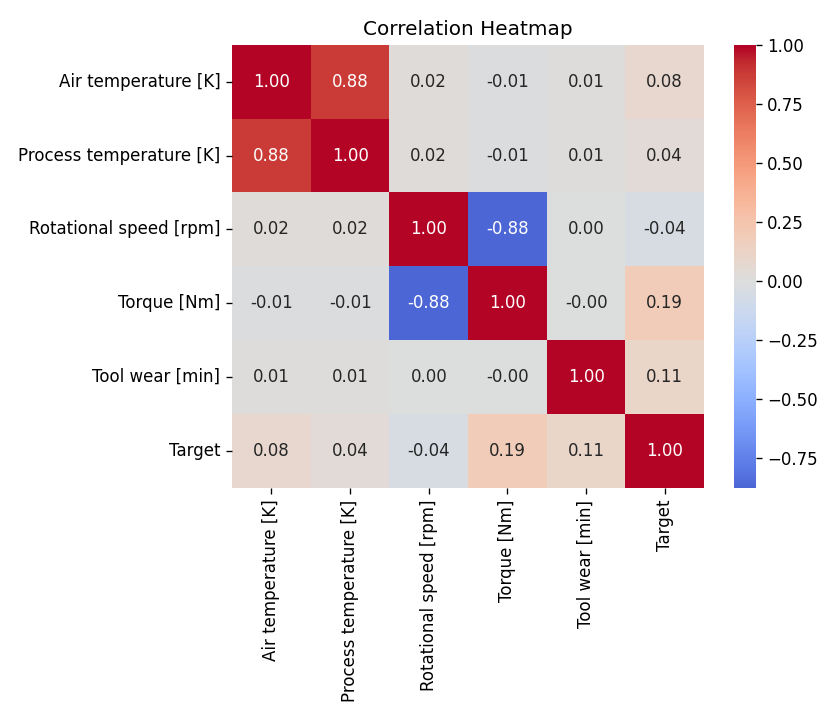 Correlation Heatmap
Air temperature [K] 1.00 0.88 0.02 -0.01 0.01 0.08
Process temperature [K] 0.88 1.00 0.02 -0.01 0.01 0.04
Rotational speed [rpm] 0.02 0.02 1.00 -0.88 0.00 -0.04
Torque [Nm] -0.01 -0.01 -0.88 1.00 -0.00 0.19
Tool wear [min] 0.01 0.01 0.00 -0.00 1.00 0.11
Target 0.08 0.04 -0.04 0.19 0.11 1.00
Air temperature [K]
Process temperature [K]
Rotational speed [rpm]
Torque [Nm]
Tool wear [min]
Target
1.00
0.75
0.50
0.25
0.00
−0.25
−0.50
−0.75